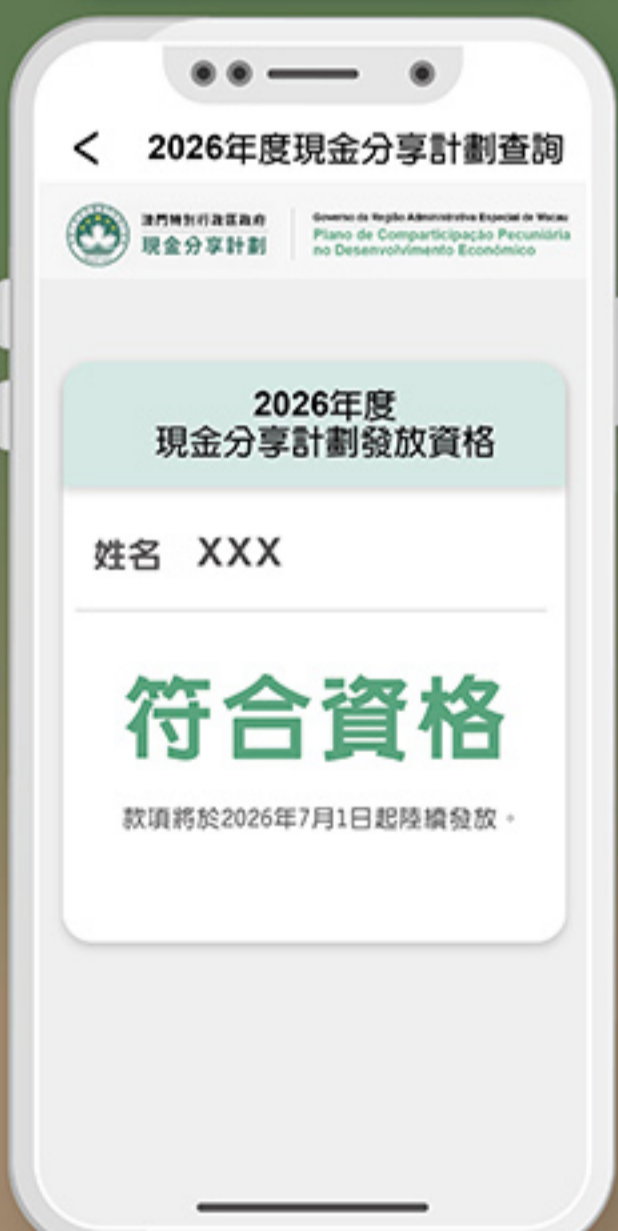 2026年度現金分享計劃查詢
澳門特別行政區政府
現金分享計劃
Governo da Região Administrativa Especial de Macau
Plano de Comparticipação Pecuniária
no Desenvolvimento Económico
2026年度
現金分享計劃發放資格
姓名 XXX
符合資格
款項將於2026年7月1日起陸續發放。